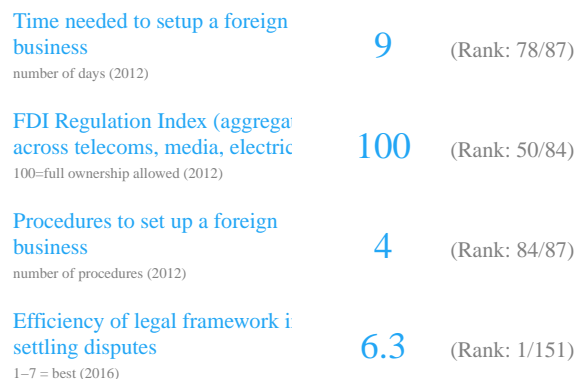 Time needed to setup a foreign
business
number of days (2012)
9
(Rank: 78/87)
FDI Regulation Index
across telecoms, media,
100=full ownership allowed (2012)
100
(Rank: 50/84)
Procedures to set up a foreign
business
number of procedures (2012)
4
(Rank: 84/87)
Efficiency of legal framework
settling disputes
1–7 = best (2016)
6.3
(Rank: 1/151)